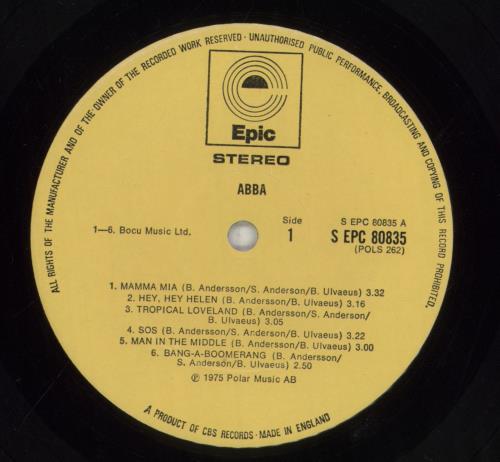 ALL RIGHTS OF THE MANUFACTURER AND OF THE OWNER OF THE RECORDED WORK RESERVED · UNAUTHORISED PUBLIC PERFORMANCE, BROADCASTING AND COPYING OF THIS RECORD PROHIBITED.
Epic
STEREO
ABBA
1—6. Bocu Music Ltd.
Side
1
S EPC 80835 A
S EPC 80835
(POLS 262)
1. MAMMA MIA (B. Andersson/S. Anderson/B. Ulvaeus) 3.32
2. HEY, HEY HELEN (B. Andersson/B. Ulvaeus) 3.16
3. TROPICAL LOVELAND (B. Andersson/S. Anderson/
B. Ulvaeus) 3.05
4. SOS (B. Andersson/S. Anderson/B. Ulvaeus) 3.22
5. MAN IN THE MIDDLE (B. Andersson/B. Ulvaeus) 3.00
6. BANG-A-BOOMERANG (B. Andersson/
S. Anderson/B. Ulvaeus) 2.50
℗ 1975 Polar Music AB
A PRODUCT OF CBS RECORDS · MADE IN ENGLAND